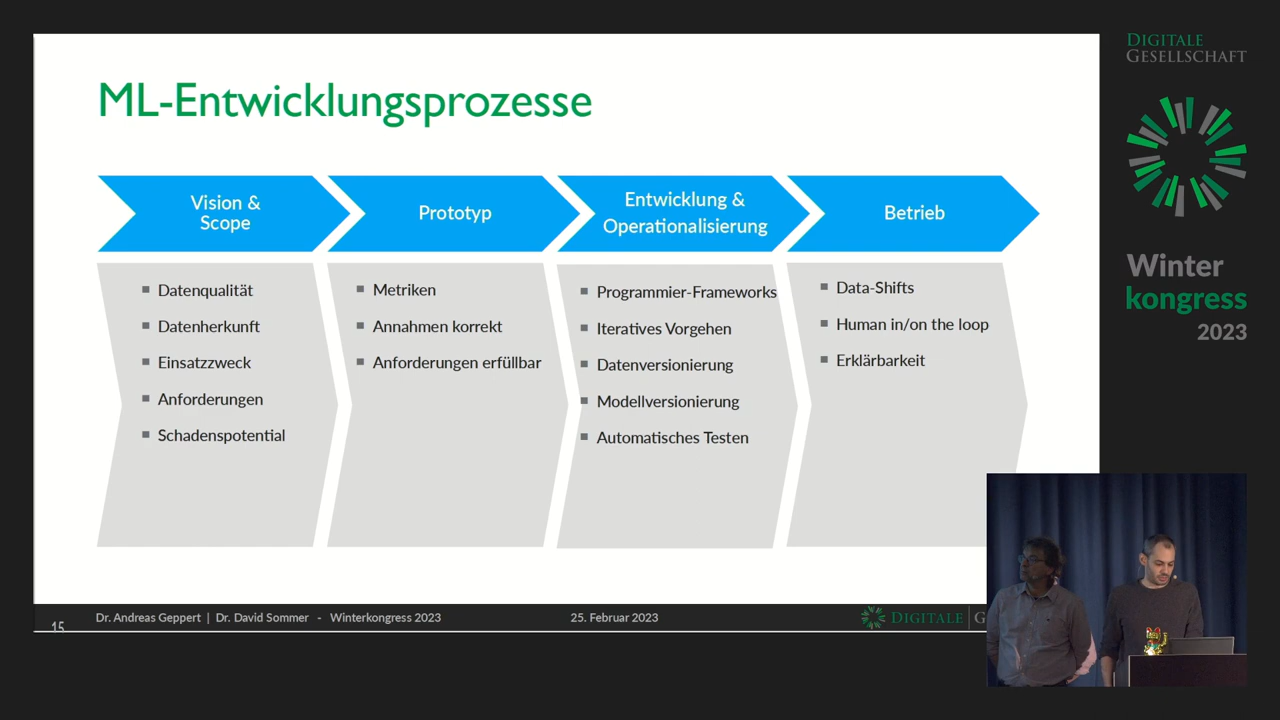 ML-Entwicklungsprozesse
Vision &
Scope
Datenqualität
Datenherkunft
Einsatzzweck
Anforderungen
Schadenspotential
Prototyp
Metriken
Annahmen korrekt
Anforderungen erfüllbar
Entwicklung &
Operationalisierung
Programmier-Frameworks
Iteratives Vorgehen
Datenversionierung
Modellversionierung
Automatisches Testen
Betrieb
Data-Shifts
Human in/on the loop
Erklärbarkeit
15
Dr. Andreas Geppert | Dr. David Sommer - Winterkongress 2023
25. Februar 2023
DIGITALE G
DIGITALE
GESELLSCHAFT
Winter
kongress
2023